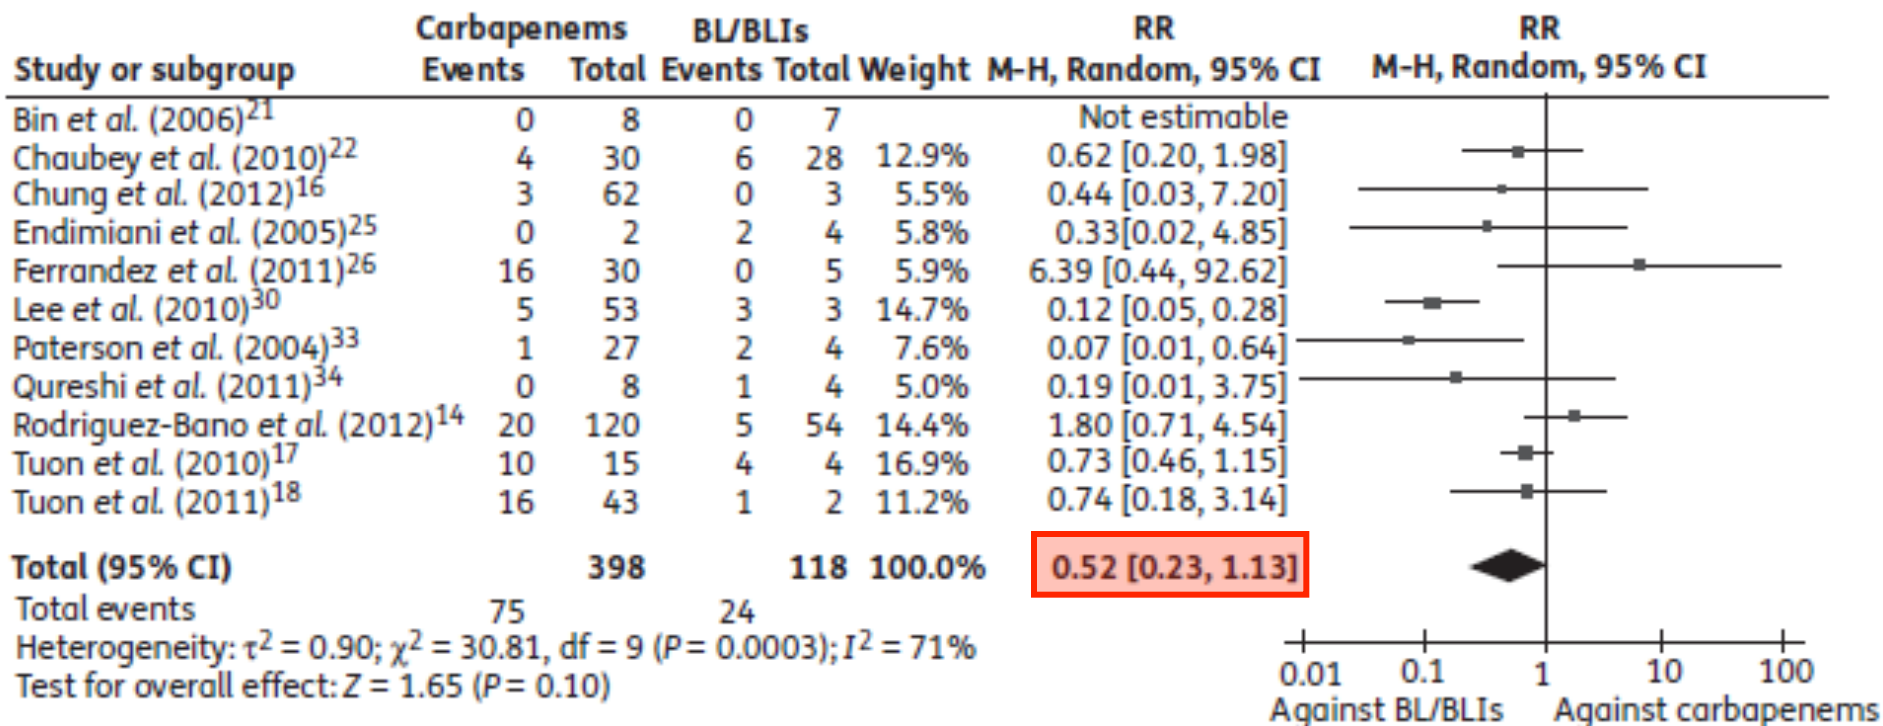 Carbapenems BL/BLIs RR RR
Study or subgroup Events Total Events Total Weight M-H, Random, 95% CI M-H, Random, 95% CI
Bin et al. (2006)21 0 8 0 7 Not estimable
Chaubey et al. (2010)22 4 30 6 28 12.9% 0.62 [0.20, 1.98]
Chung et al. (2012)16 3 62 0 3 5.5% 0.44 [0.03, 7.20]
Endimiani et al. (2005)25 0 2 2 4 5.8% 0.33[0.02, 4.85]
Ferrandez et al. (2011)26 16 30 0 5 5.9% 6.39 [0.44, 92.62]
Lee et al. (2010)30 5 53 3 3 14.7% 0.12 [0.05, 0.28]
Paterson et al. (2004)33 1 27 2 4 7.6% 0.07 [0.01, 0.64]
Qureshi et al. (2011)34 0 8 1 4 5.0% 0.19 [0.01, 3.75]
Rodriguez-Bano et al. (2012)14 20 120 5 54 14.4% 1.80 [0.71, 4.54]
Tuon et al. (2010)17 10 15 4 4 16.9% 0.73 [0.46, 1.15]
Tuon et al. (2011)18 16 43 1 2 11.2% 0.74 [0.18, 3.14]
Total (95% CI) 398 118 100.0% 0.52 [0.23, 1.13]
Total events 75 24
Heterogeneity: τ2 = 0.90; χ2 = 30.81, df = 9 (P = 0.0003); I2 = 71%
Test for overall effect: Z = 1.65 (P = 0.10)
0.01 0.1 1 10 100
Against BL/BLIs Against carbapenems